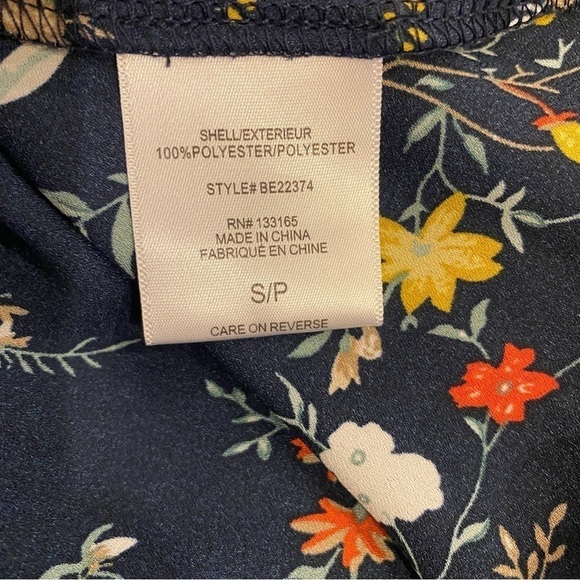 SHELL/EXTERIEUR
100%POLYESTER/POLYESTER
STYLE# BE22374
RN# 133165
MADE IN CHINA
FABRIQUÉ EN CHINE
S/P
CARE ON REVERSE